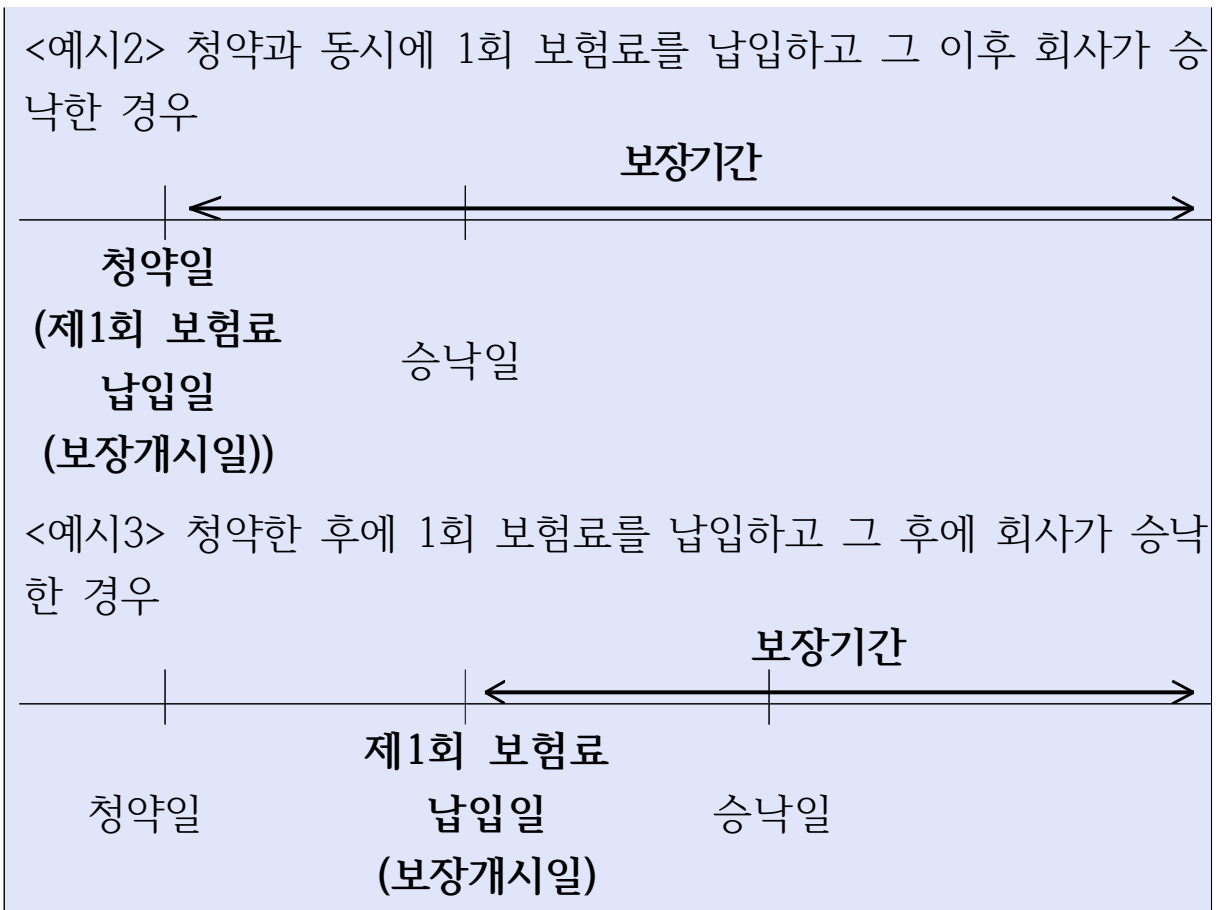 <예시2> 청약과 동시에 1회 보험료를 납입하고 그 이후 회사가 승
낙한 경우
보장기간
청약일
(제1회 보험료
납입일
(보장개시일))
승낙일
<예시3> 청약한 후에 1회 보험료를 납입하고 그 후에 회사가 승낙
한 경우
보장기간
청약일
제1회 보험료
납입일
(보장개시일)
승낙일